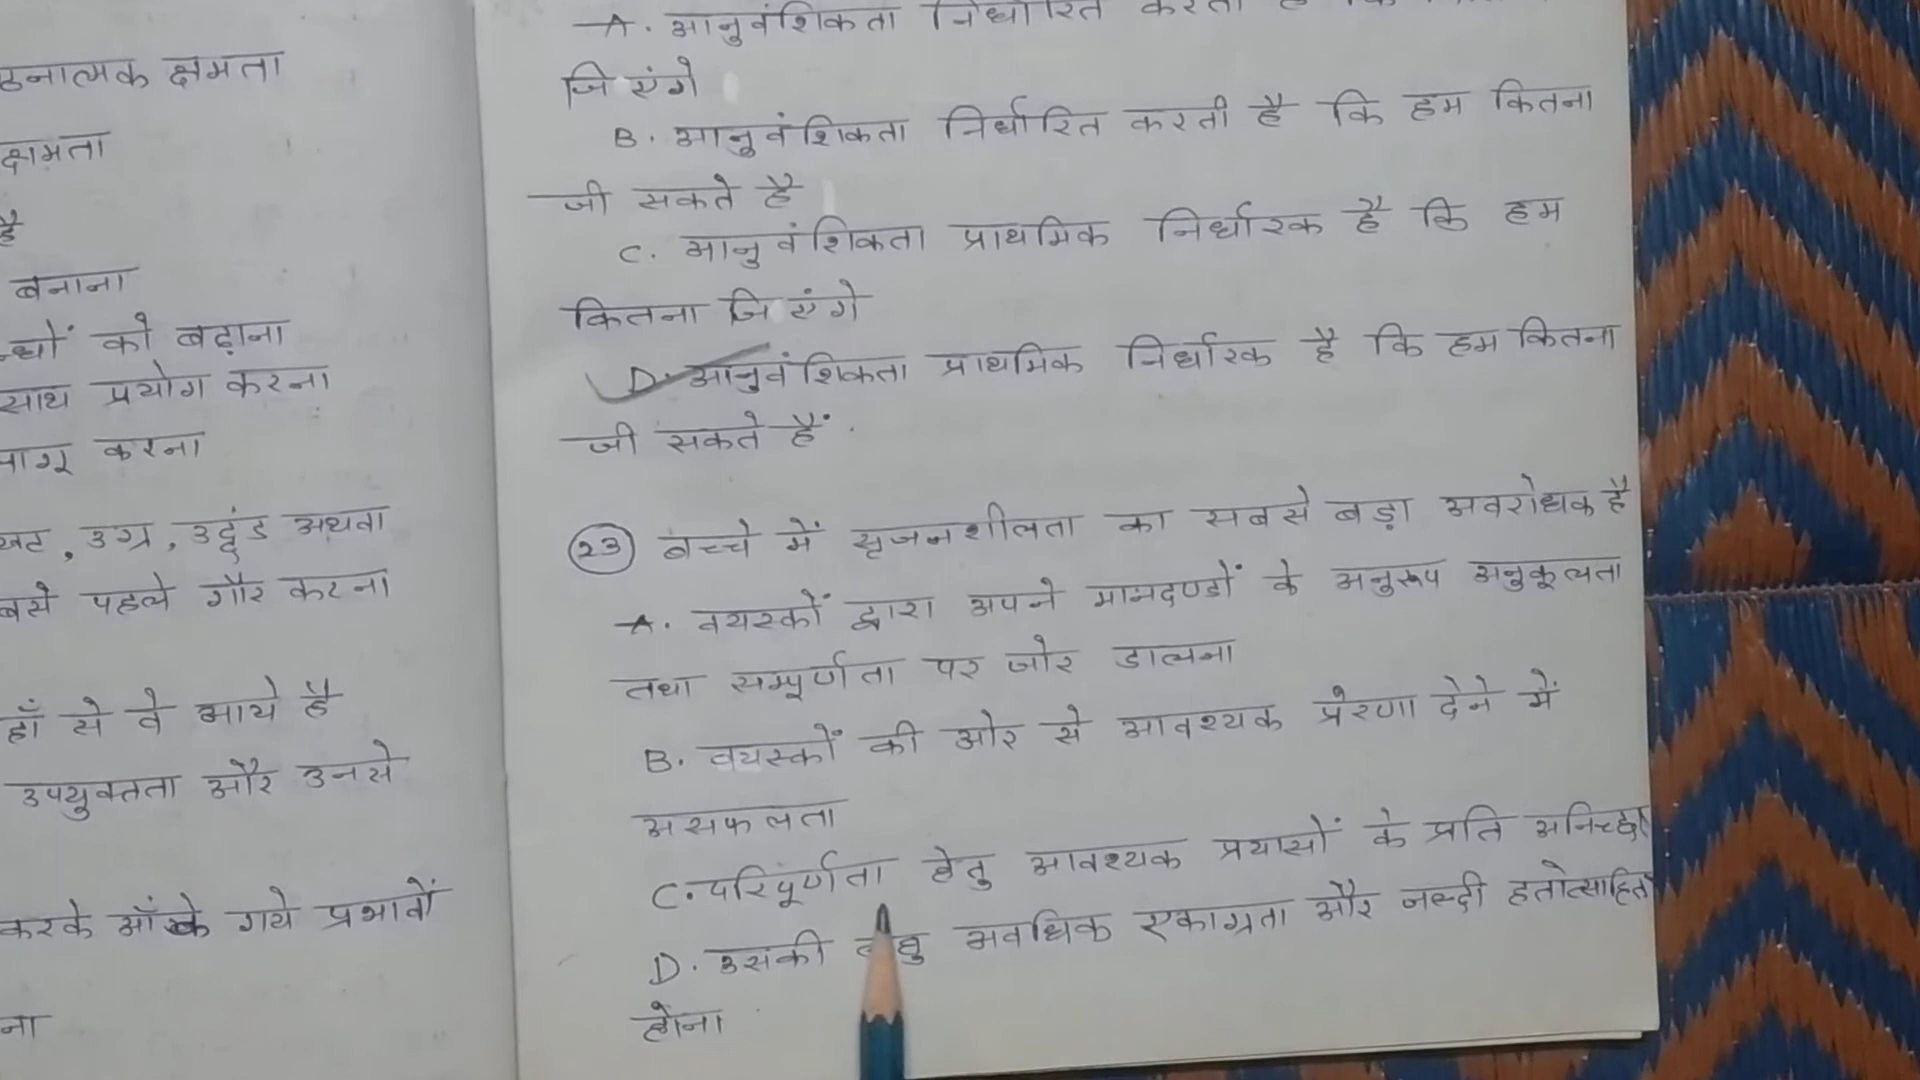 क्षमता
है
बनाना
को बढ़ाना
साथ प्रयोग करना
करना
उग्र, उद्दंड अथवा
पहले गौर करना
से वे आये है
उपयुक्तता और उनसे
करके आँके गये प्रभावों
ना
A. आनुवंशिकता निर्धारित करती
जिएंगे
B. आनुवंशिकता निर्धारित करती है कि हम कितना
जी सकते है
C. आनुवंशिकता प्राथमिक निर्धारक है कि हम
कितना जिएंगे
D. आनुवंशिकता प्राथमिक निर्धारक है कि हम कितना
जी सकते हैं.
23 बच्चे में सृजनशीलता का सबसे बड़ा अवरोधक है
A. वयस्कों द्वारा अपने मानदण्डों के अनुरूप अनुकूलता
तथा सम्पूर्णता पर जोर डालना
B. वयस्कों की ओर से आवश्यक प्रेरणा देने में
असफलता
C. परिपूर्णता हेतु आवश्यक प्रयासों के प्रति अनिच्छा
D. उसकी लघु अवधिक एकाग्रता और जल्दी हतोत्साहित
होना